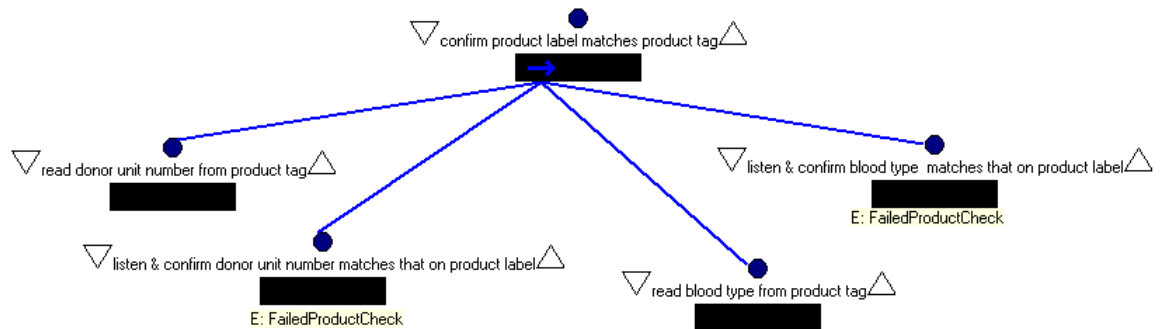 confirm product label matches product tag
read donor unit number from product tag
listen & confirm donor unit number matches that on product label
E: FailedProductCheck
read blood type from product tag
listen & confirm blood type matches that on product label
E: FailedProductCheck